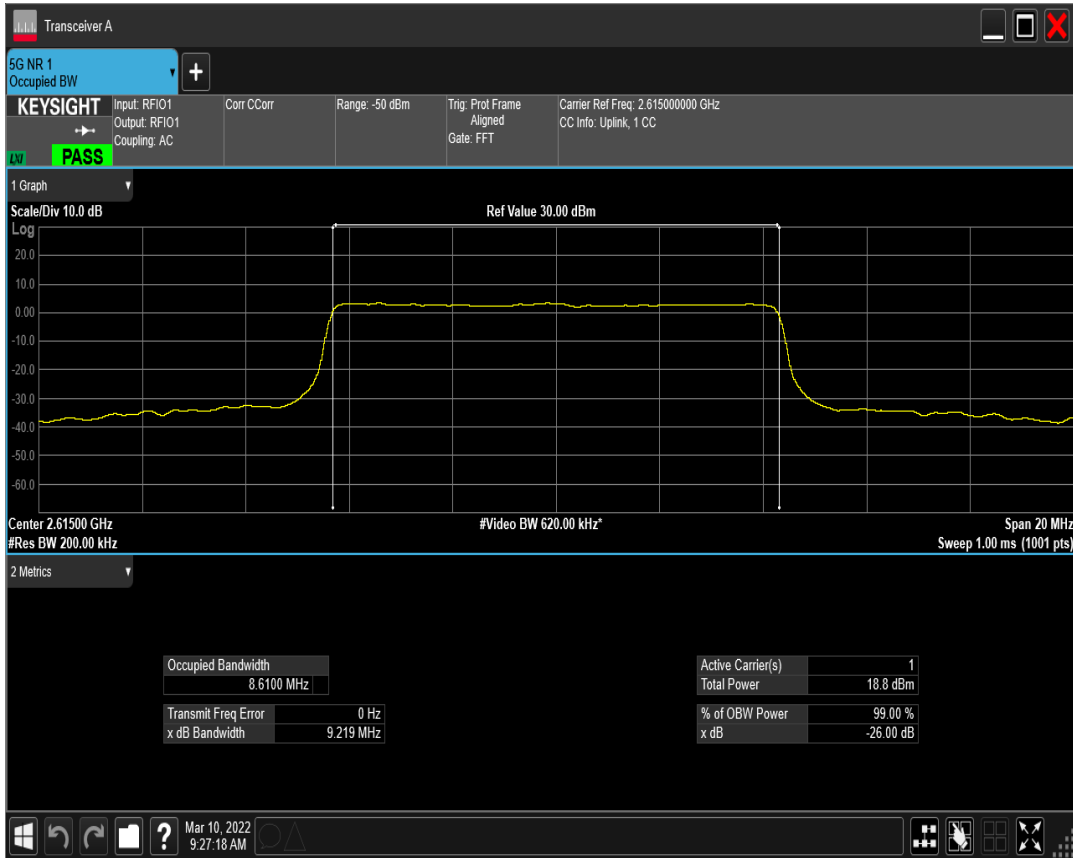 Transceiver A
5G NR 1
Occupied BW
+
KEYSIGHT
LXI
PASS
Input: RFIO1
Output: RFIO1
Coupling: AC
Corr CCorr
Range: -50 dBm
Trig: Prot Frame
Aligned
Gate: FFT
Carrier Ref Freq: 2.615000000 GHz
CC Info: Uplink, 1 CC
1 Graph
Scale/Div 10.0 dB
Ref Value 30.00 dBm
Log
20.0
10.0
0.00
-10.0
-20.0
-30.0
-40.0
-50.0
-60.0
Center 2.61500 GHz
#Video BW 620.00 kHz*
Span 20 MHz
#Res BW 200.00 kHz
Sweep 1.00 ms (1001 pts)
2 Metrics
Occupied Bandwidth
8.6100 MHz
Transmit Freq Error 0 Hz
x dB Bandwidth 9.219 MHz
Active Carrier(s) 1
Total Power 18.8 dBm
% of OBW Power 99.00 %
x dB -26.00 dB
?
Mar 10, 2022
9:27:18 AM